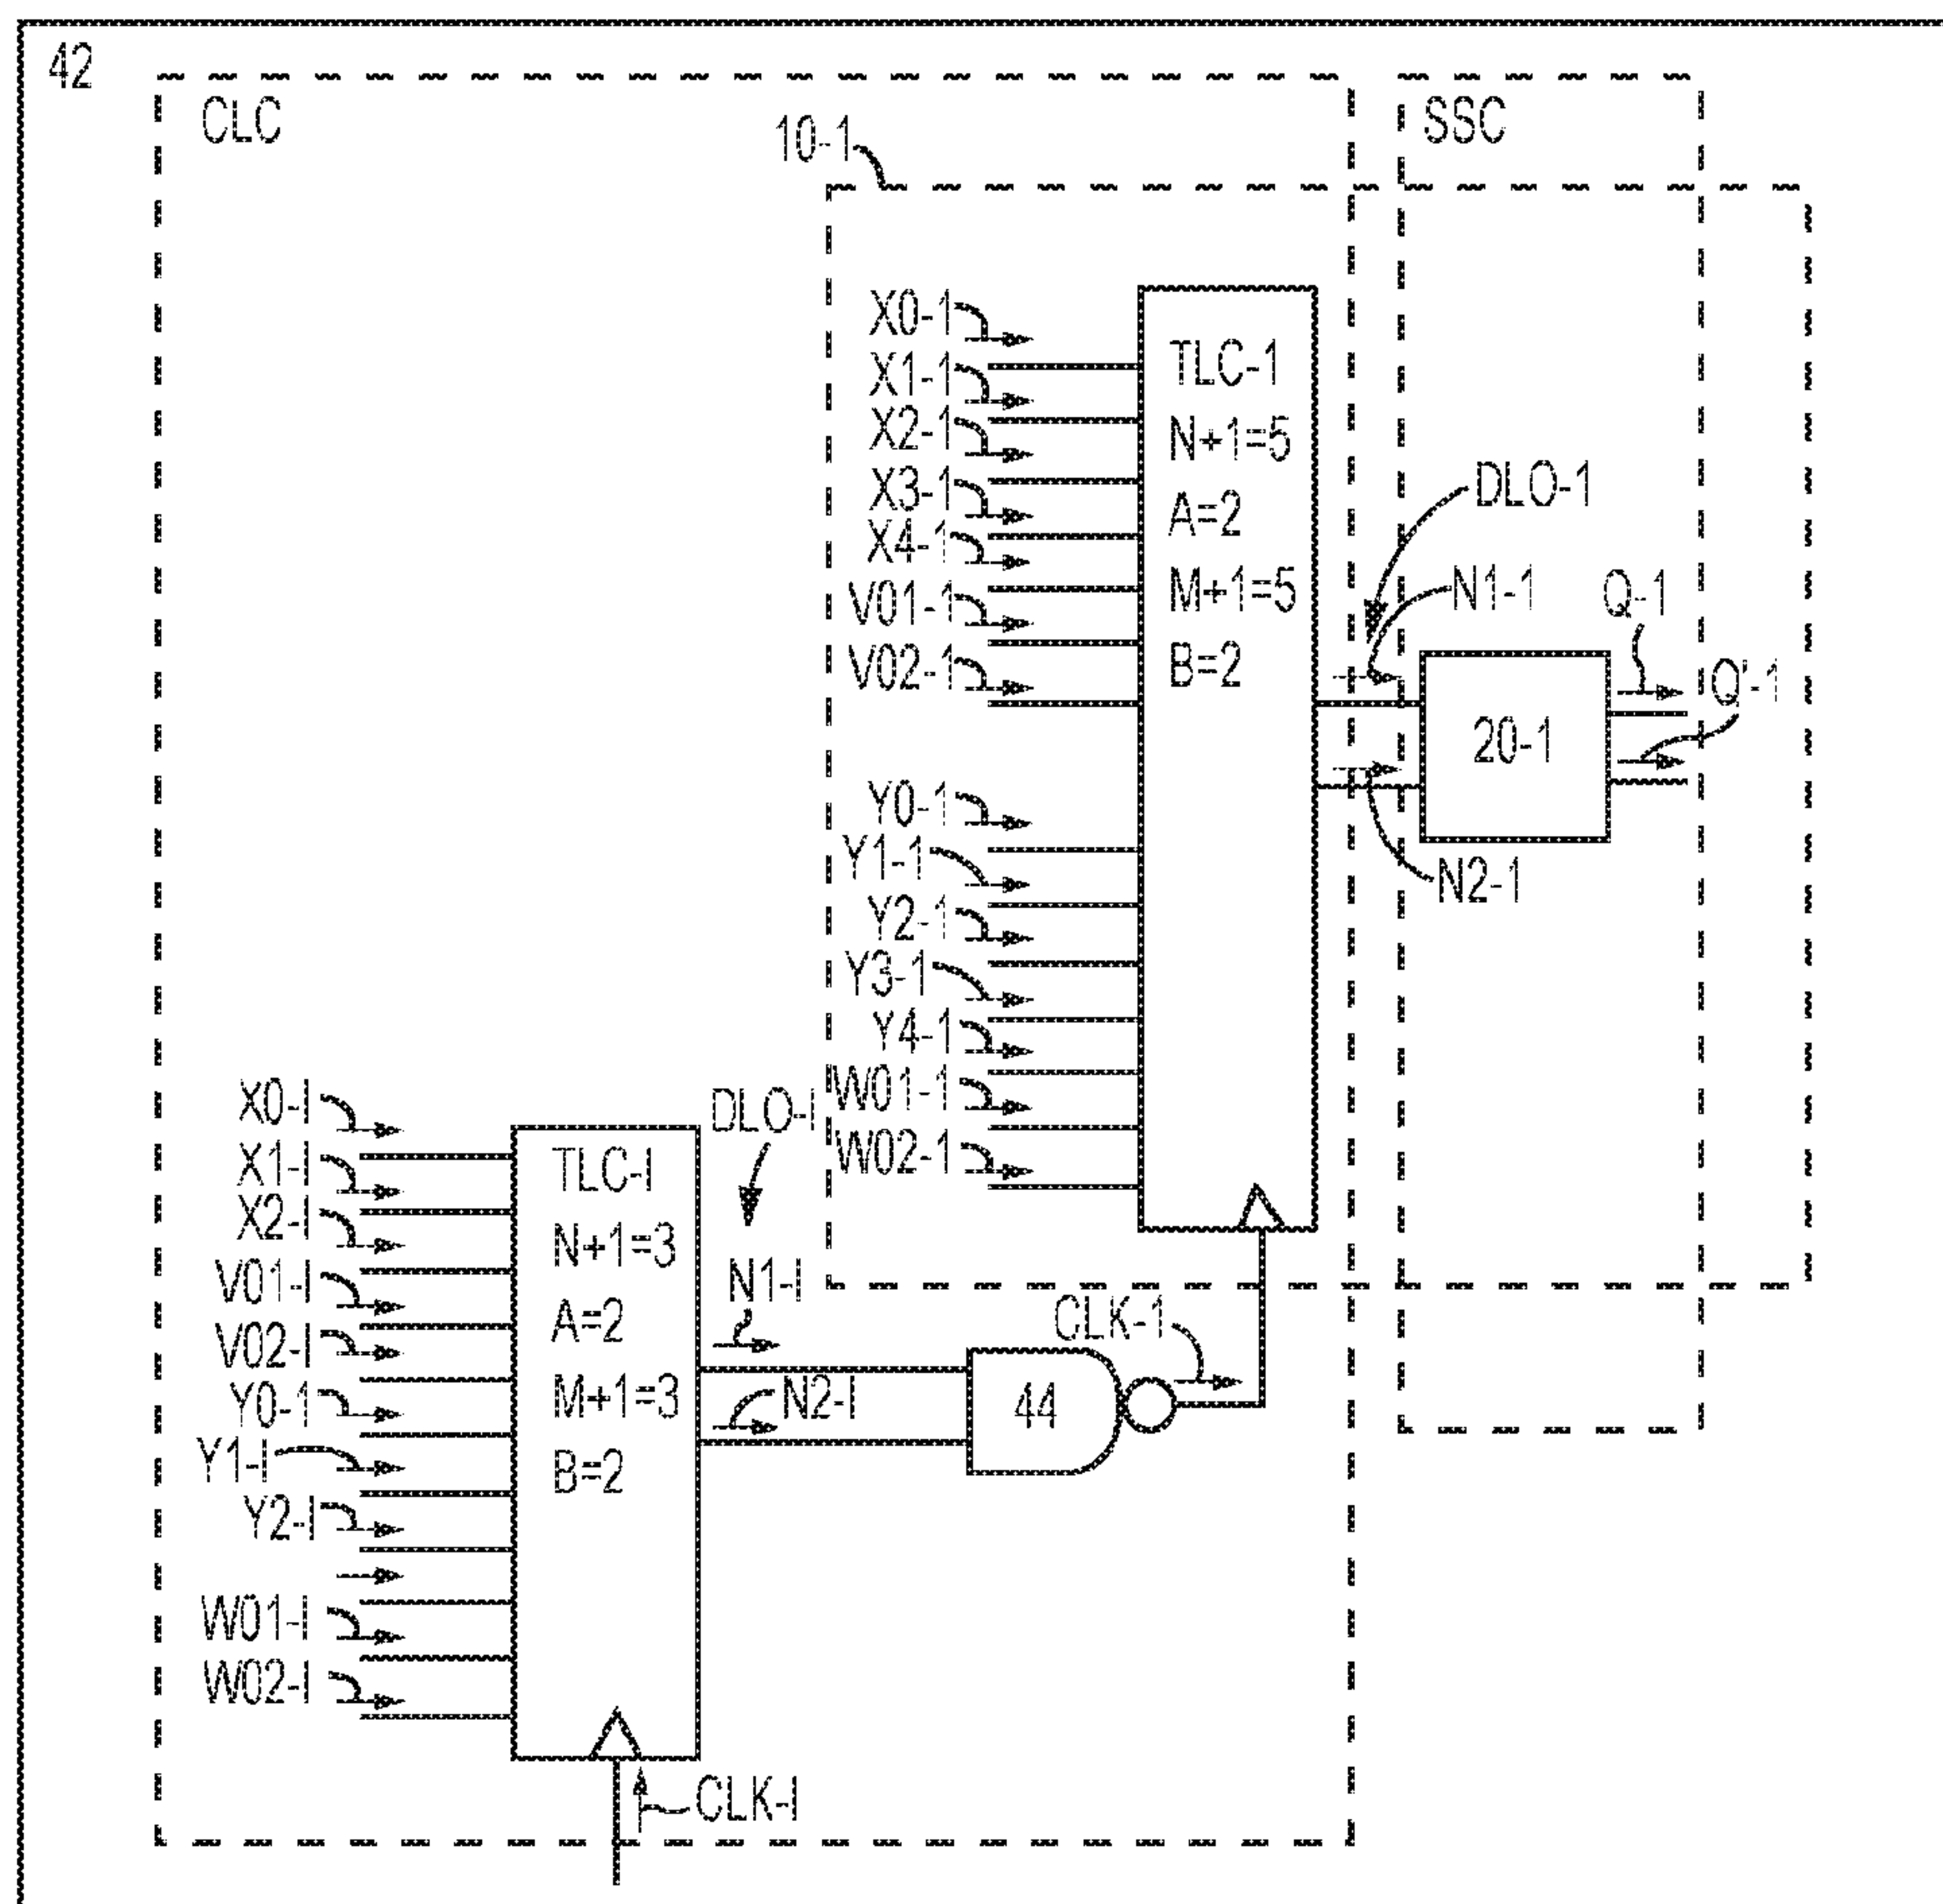 42
CLC
SSC
10-1
X0-1
X1-1
X2-1
X3-1
X4-1
V01-1
V02-1
Y0-1
Y1-1
Y2-1
Y3-1
Y4-1
W01-1
W02-1
TLC-1
N+1=5
A=2
M+1=5
B=2
DLO-1
N1-1
N2-1
20-1
Q-1
Q'-1
X0-I
X1-I
X2-I
V01-I
V02-I
Y0-1
Y1-I
Y2-I
W01-I
W02-I
TLC-I
N+1=3
A=2
M+1=3
B=2
DLO-I
N1-I
N2-I
44
CLK-1
CLK-I